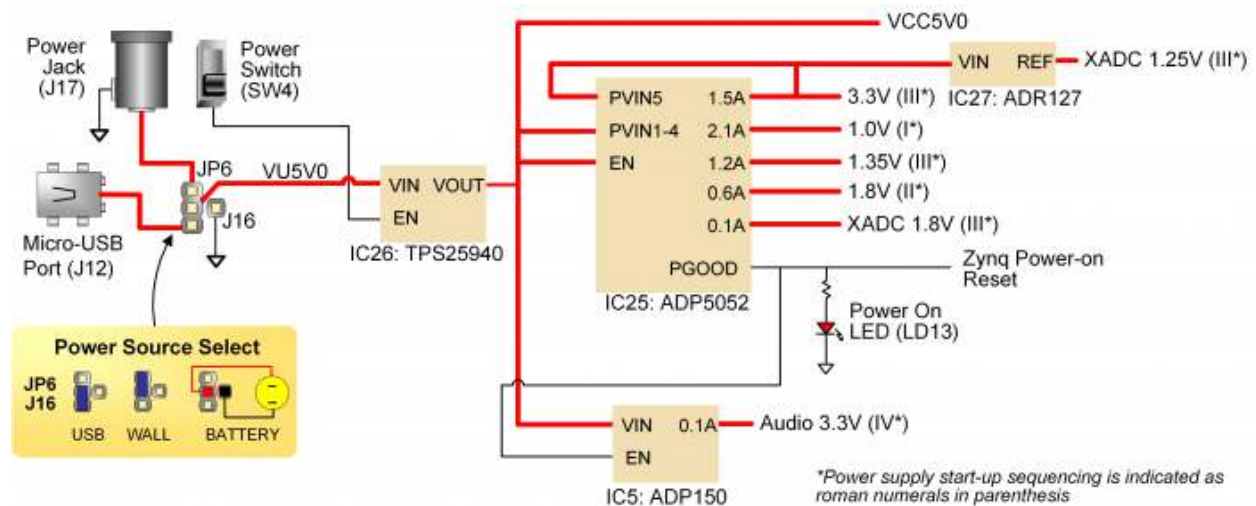 Power
Jack
(J17)
Power
Switch
(SW4)
Micro-USB
Port (J12)
JP6
J16
VU5V0
VIN VOUT
EN
IC26: TPS25940
VCC5V0
PVIN5 1.5A
PVIN1-4 2.1A
EN 1.2A
0.6A
0.1A
PGOOD
IC25: ADP5052
VIN REF
IC27: ADR127
XADC 1.25V (III*)
3.3V (III*)
1.0V (I*)
1.35V (III*)
1.8V (II*)
XADC 1.8V (III*)
Zynq Power-on
Reset
Power On
LED (LD13)
Power Source Select
JP6
J16
USB WALL BATTERY
VIN 0.1A
EN
IC5: ADP150
Audio 3.3V (IV*)
*Power supply start-up sequencing is indicated as
roman numerals in parenthesis